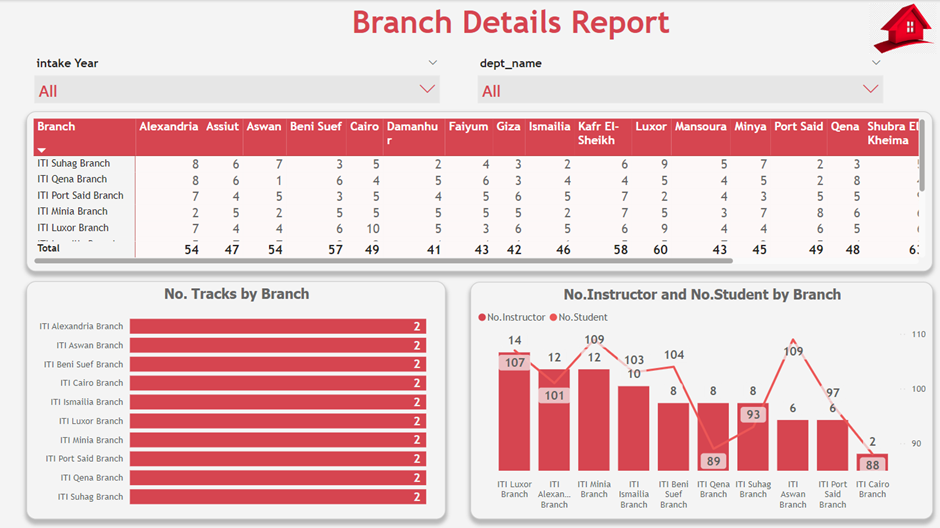 Branch Details Report
intake Year
dept_name
All
All
Branch Alexandria Assiut Aswan Beni Suef Cairo Damanhu Faiyum Giza Ismailia Kafr El- Luxor Mansoura Minya Port Said Qena Shubra El
r Sheikh Kheima
ITI Suhag Branch 8 6 7 3 5 2 4 3 2 6 9 5 7 2 3
ITI Qena Branch 8 6 1 6 4 5 6 3 4 4 5 4 5 2 8
ITI Port Said Branch 7 4 5 3 5 4 5 6 5 7 2 4 3 5 5
ITI Minia Branch 2 5 2 5 5 5 5 3 2 7 5 3 7 8 6
ITI Luxor Branch 7 4 4 6 10 5 3 6 5 6 9 4 4 6 5
Total 54 47 54 57 49 41 43 42 46 58 60 43 45 49 48
No. Tracks by Branch
ITI Alexandria Branch 2
ITI Aswan Branch 2
ITI Beni Suef Branch 2
ITI Cairo Branch 2
ITI Ismailia Branch 2
ITI Luxor Branch 2
ITI Minia Branch 2
ITI Port Said Branch 2
ITI Qena Branch 2
ITI Suhag Branch 2
No.Instructor and No.Student by Branch
No.Instructor No.Student
14 12 12 10 8 8 8 6 6 2
107 101 109 103 104 89 93 109 97 88
110
100
90
ITI Luxor ITI ITI Minia ITI ITI Beni ITI Qena ITI Suhag ITI ITI Port ITI Cairo
Branch Alexan... Branch Ismailia Suef Branch Branch Aswan Said Branch
Branch Branch Branch Branch Branch